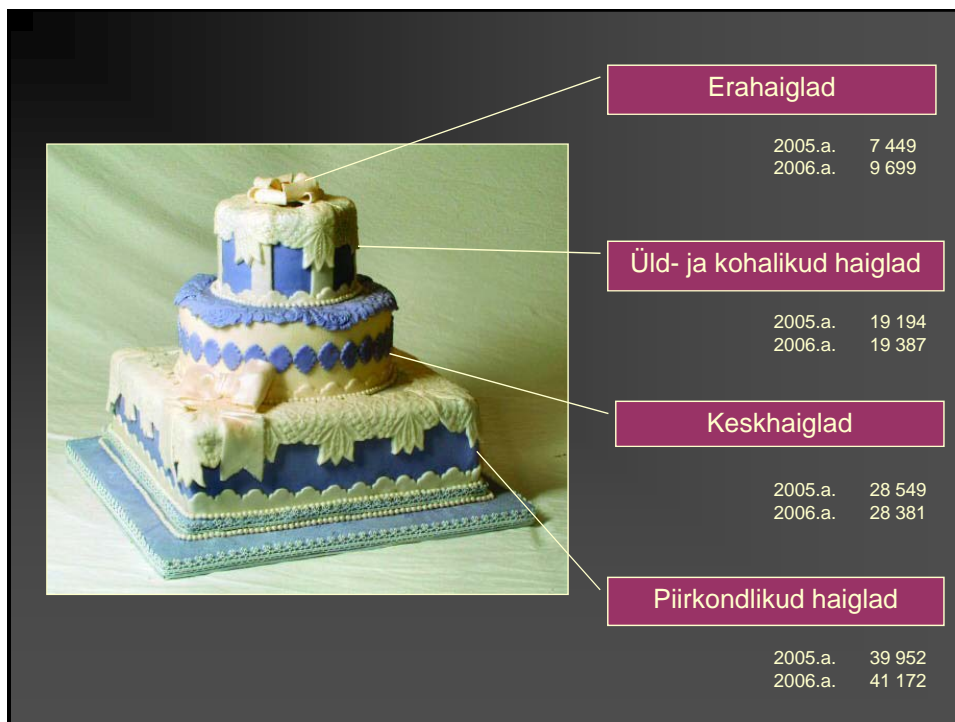 Erahaiglad
2005.a. 7 449
2006.a. 9 699
Üld- ja kohalikud haiglad
2005.a. 19 194
2006.a. 19 387
Keskhaiglad
2005.a. 28 549
2006.a. 28 381
Piirkondlikud haiglad
2005.a. 39 952
2006.a. 41 172